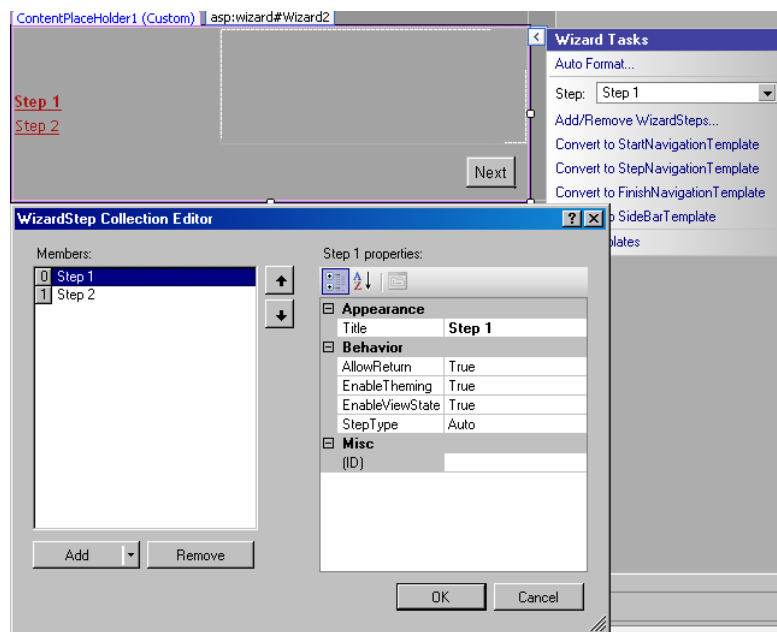 ContentPlaceHolder1 (Custom) asp:wizard#Wizard2
Step 1
Step 2
Next
Wizard Tasks
Auto Format...
Step: Step 1
Add/Remove WizardSteps...
Convert to StartNavigationTemplate
Convert to StepNavigationTemplate
Convert to FinishNavigationTemplate
SideBarTemplate
WizardStep Collection Editor
Members:
0 Step 1
1 Step 2
Add
Remove
Step 1 properties:
Appearance
Title Step 1
Behavior
AllowReturn True
EnableTheming True
EnableViewState True
StepType Auto
Misc
(ID)
OK
Cancel